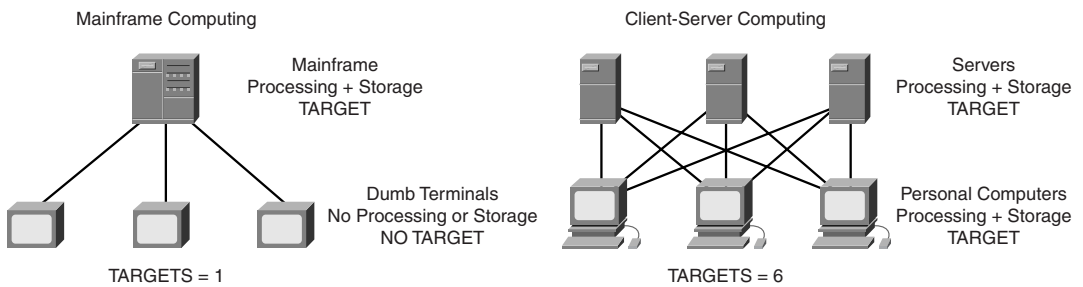 Mainframe Computing
Mainframe
Processing + Storage
TARGET
Dumb Terminals
No Processing or Storage
NO TARGET
TARGETS = 1
Client-Server Computing
Servers
Processing + Storage
TARGET
Personal Computers
Processing + Storage
TARGET
TARGETS = 6